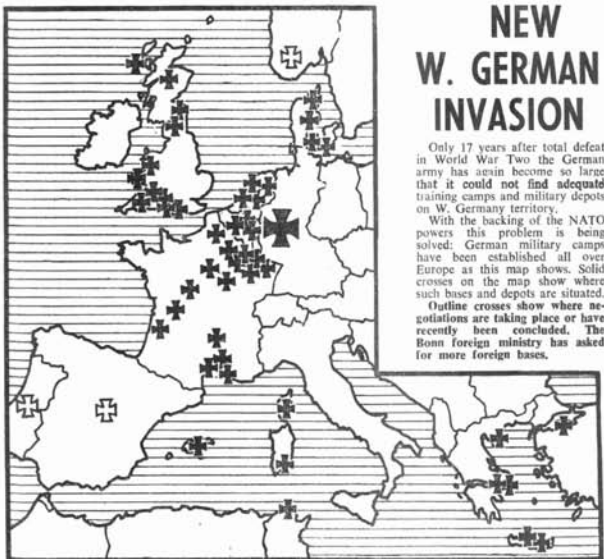 NEW
W. GERMAN
INVASION
Only 17 years after total defeat
in World War Two the German
army has again become so large
that it could not find adequate
training camps and military depots
on W. Germany territory.
With the backing of the NATO
powers this problem is being
solved: German military camps
have been established all over
Europe as this map shows. Solid
crosses on the map show where
such bases and depots are situated.
Outline crosses show where ne-
gotiations are taking place or have
recently been concluded. The
Bonn foreign ministry has asked
for more foreign bases.